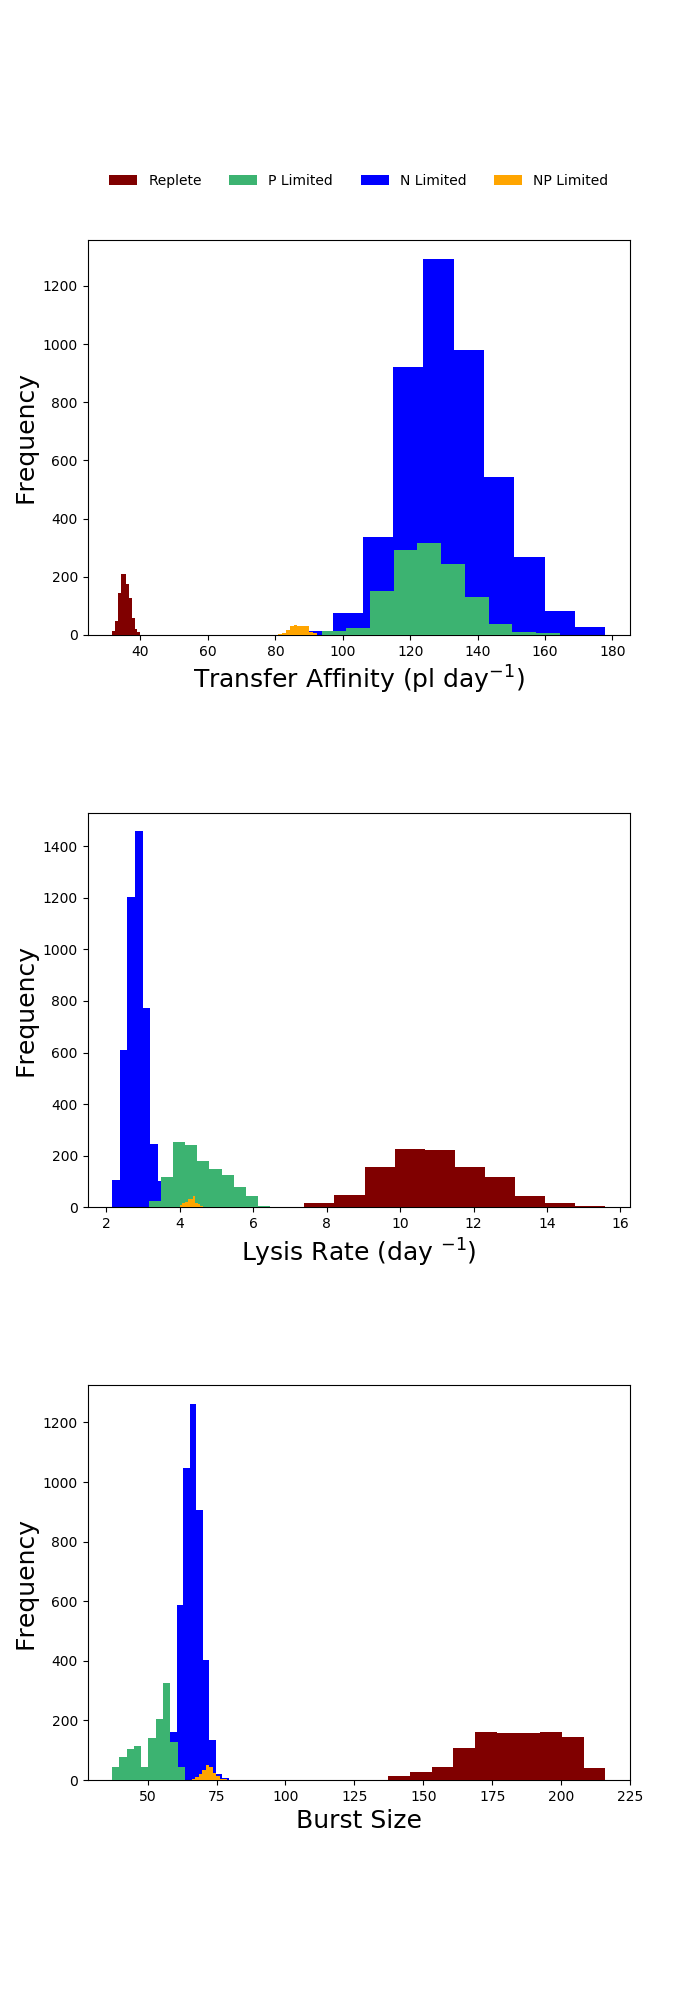 Replete P Limited N Limited NP Limited
1200
1000
800
600
400
200
0
Frequency
40 60 80 100 120 140 160 180
Transfer Affinity (pl day⁻¹)
1400
1200
1000
800
600
400
200
0
Frequency
2 4 6 8 10 12 14 16
Lysis Rate (day ⁻¹)
1200
1000
800
600
400
200
0
Frequency
50 75 100 125 150 175 200 225
Burst Size